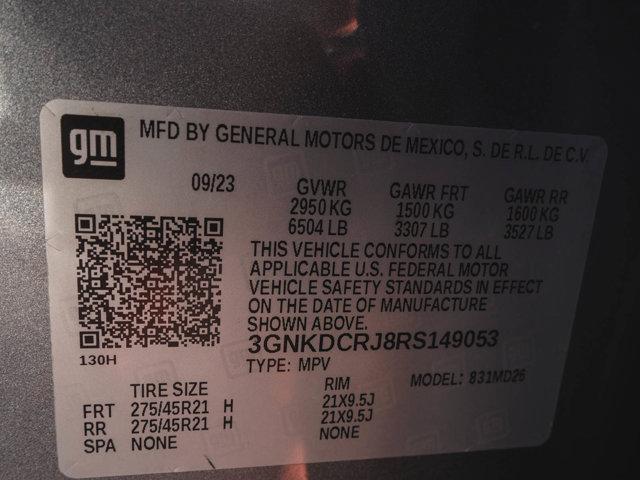 gm
MFD BY GENERAL MOTORS DE MEXICO, S. DE R.L. DE C.V.
09/23 GVWR GAWR FRT GAWR RR
2950 KG 1500 KG 1600 KG
6504 LB 3307 LB 3527 LB
THIS VEHICLE CONFORMS TO ALL
APPLICABLE U.S. FEDERAL MOTOR
VEHICLE SAFETY STANDARDS IN EFFECT
ON THE DATE OF MANUFACTURE
SHOWN ABOVE.
3GNKDCRJ8RS149053
130H
TYPE: MPV
MODEL: 831MD26
TIRE SIZE RIM
FRT 275/45R21 H 21X9.5J
RR 275/45R21 H 21X9.5J
SPA NONE NONE